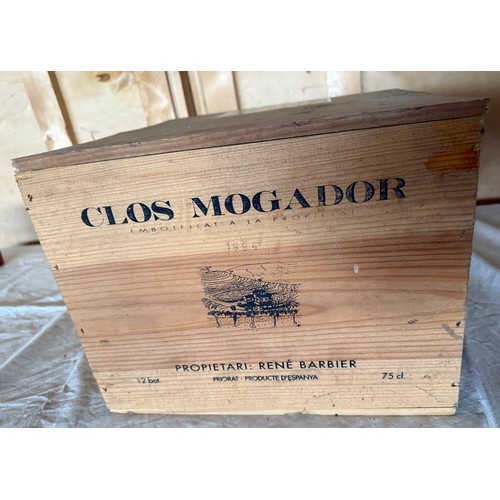 CLOS MOGADOR
EMBOTELLAT A LA PROPIETAT
PROPIETARI: RENÉ BARBIER
12 bot. PRIORAT - PRODUCTE D'ESPANYA 75 cl.